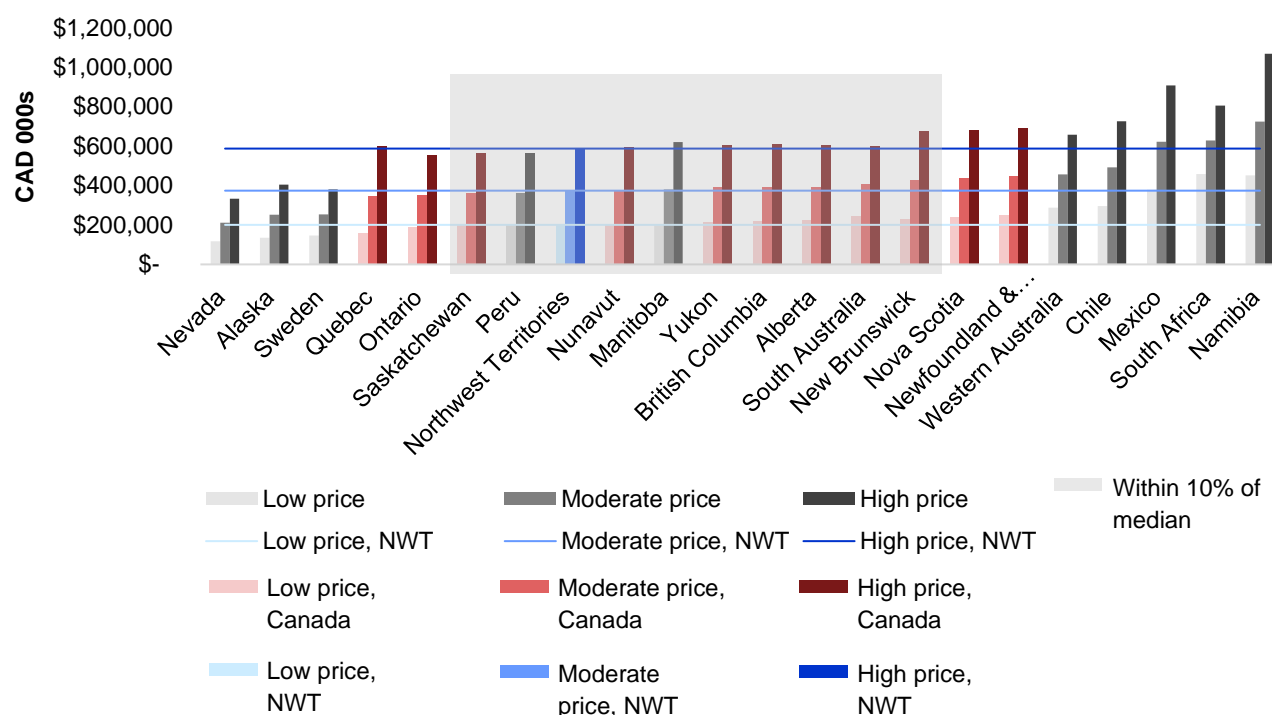 $1,200,000
$1,000,000
$800,000
$600,000
$400,000
$200,000
$-
CAD 000s
Nevada
Alaska
Sweden
Quebec
Ontario
Saskatchewan
Peru
Northwest Territories
Nunavut
Manitoba
Yukon
British Columbia
Alberta
South Australia
New Brunswick
Nova Scotia
Newfoundland &…
Western Australia
Chile
Mexico
South Africa
Namibia
Low price
Moderate price
High price
Within 10% of
median
Low price, NWT
Moderate price, NWT
High price, NWT
Low price,
Canada
Moderate price,
Canada
High price,
Canada
Low price,
NWT
Moderate
price, NWT
High price,
NWT